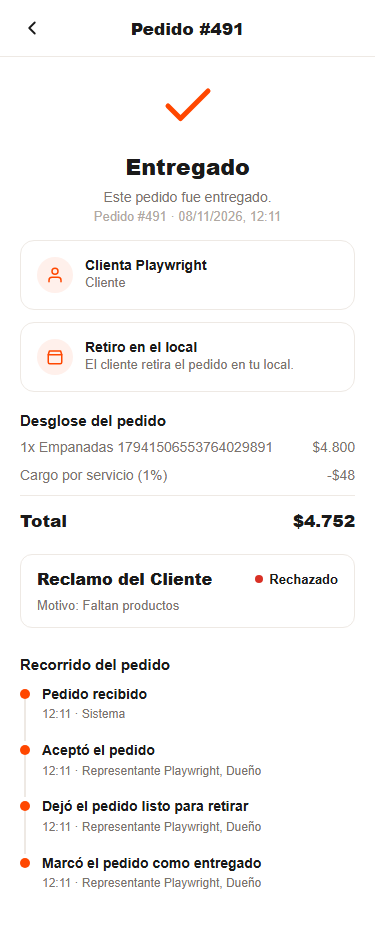 Pedido #491
Entregado
Este pedido fue entregado.
Pedido #491 · 08/11/2026, 12:11
Clienta Playwright
Cliente
Retiro en el local
El cliente retira el pedido en tu local.
Desglose del pedido
1x Empanadas 17941506553764029891 $4.800
Cargo por servicio (1%) -$48
Total $4.752
Reclamo del Cliente Rechazado
Motivo: Faltan productos
Recorrido del pedido
Pedido recibido
12:11 · Sistema
Aceptó el pedido
12:11 · Representante Playwright, Dueño
Dejó el pedido listo para retirar
12:11 · Representante Playwright, Dueño
Marcó el pedido como entregado
12:11 · Representante Playwright, Dueño